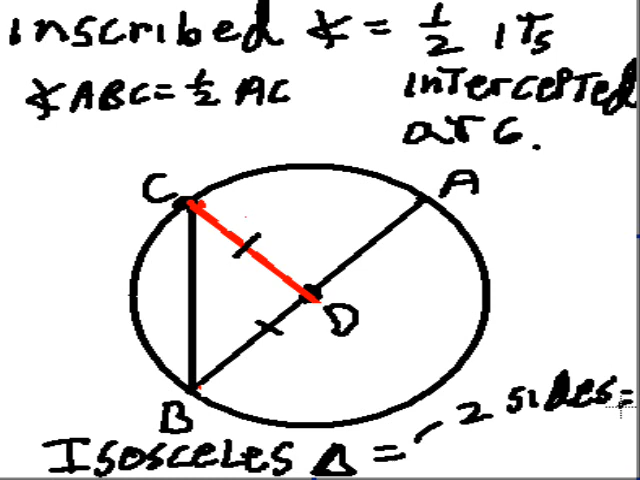 inscribed ∡ = 1/2 iTs
∡ABC = 1/2 AC intercepted
arc.
C
A
D
B
Isosceles Δ = - 2 sides =